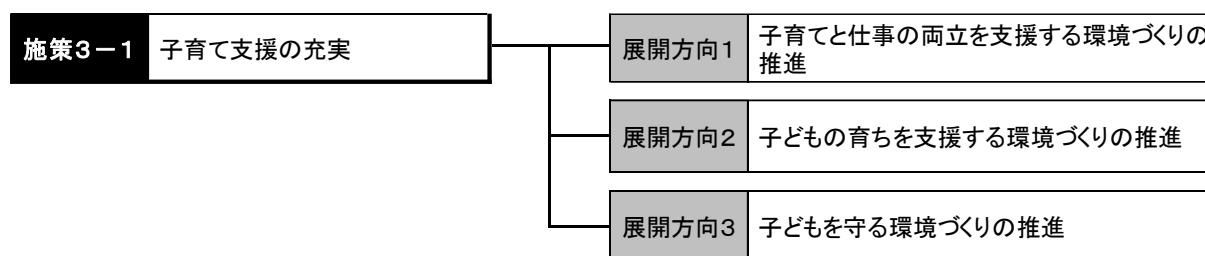 施策3－1 子育て支援の充実
展開方向1 子育てと仕事の両立を支援する環境づくりの
推進
展開方向2 子どもの育ちを支援する環境づくりの推進
展開方向3 子どもを守る環境づくりの推進